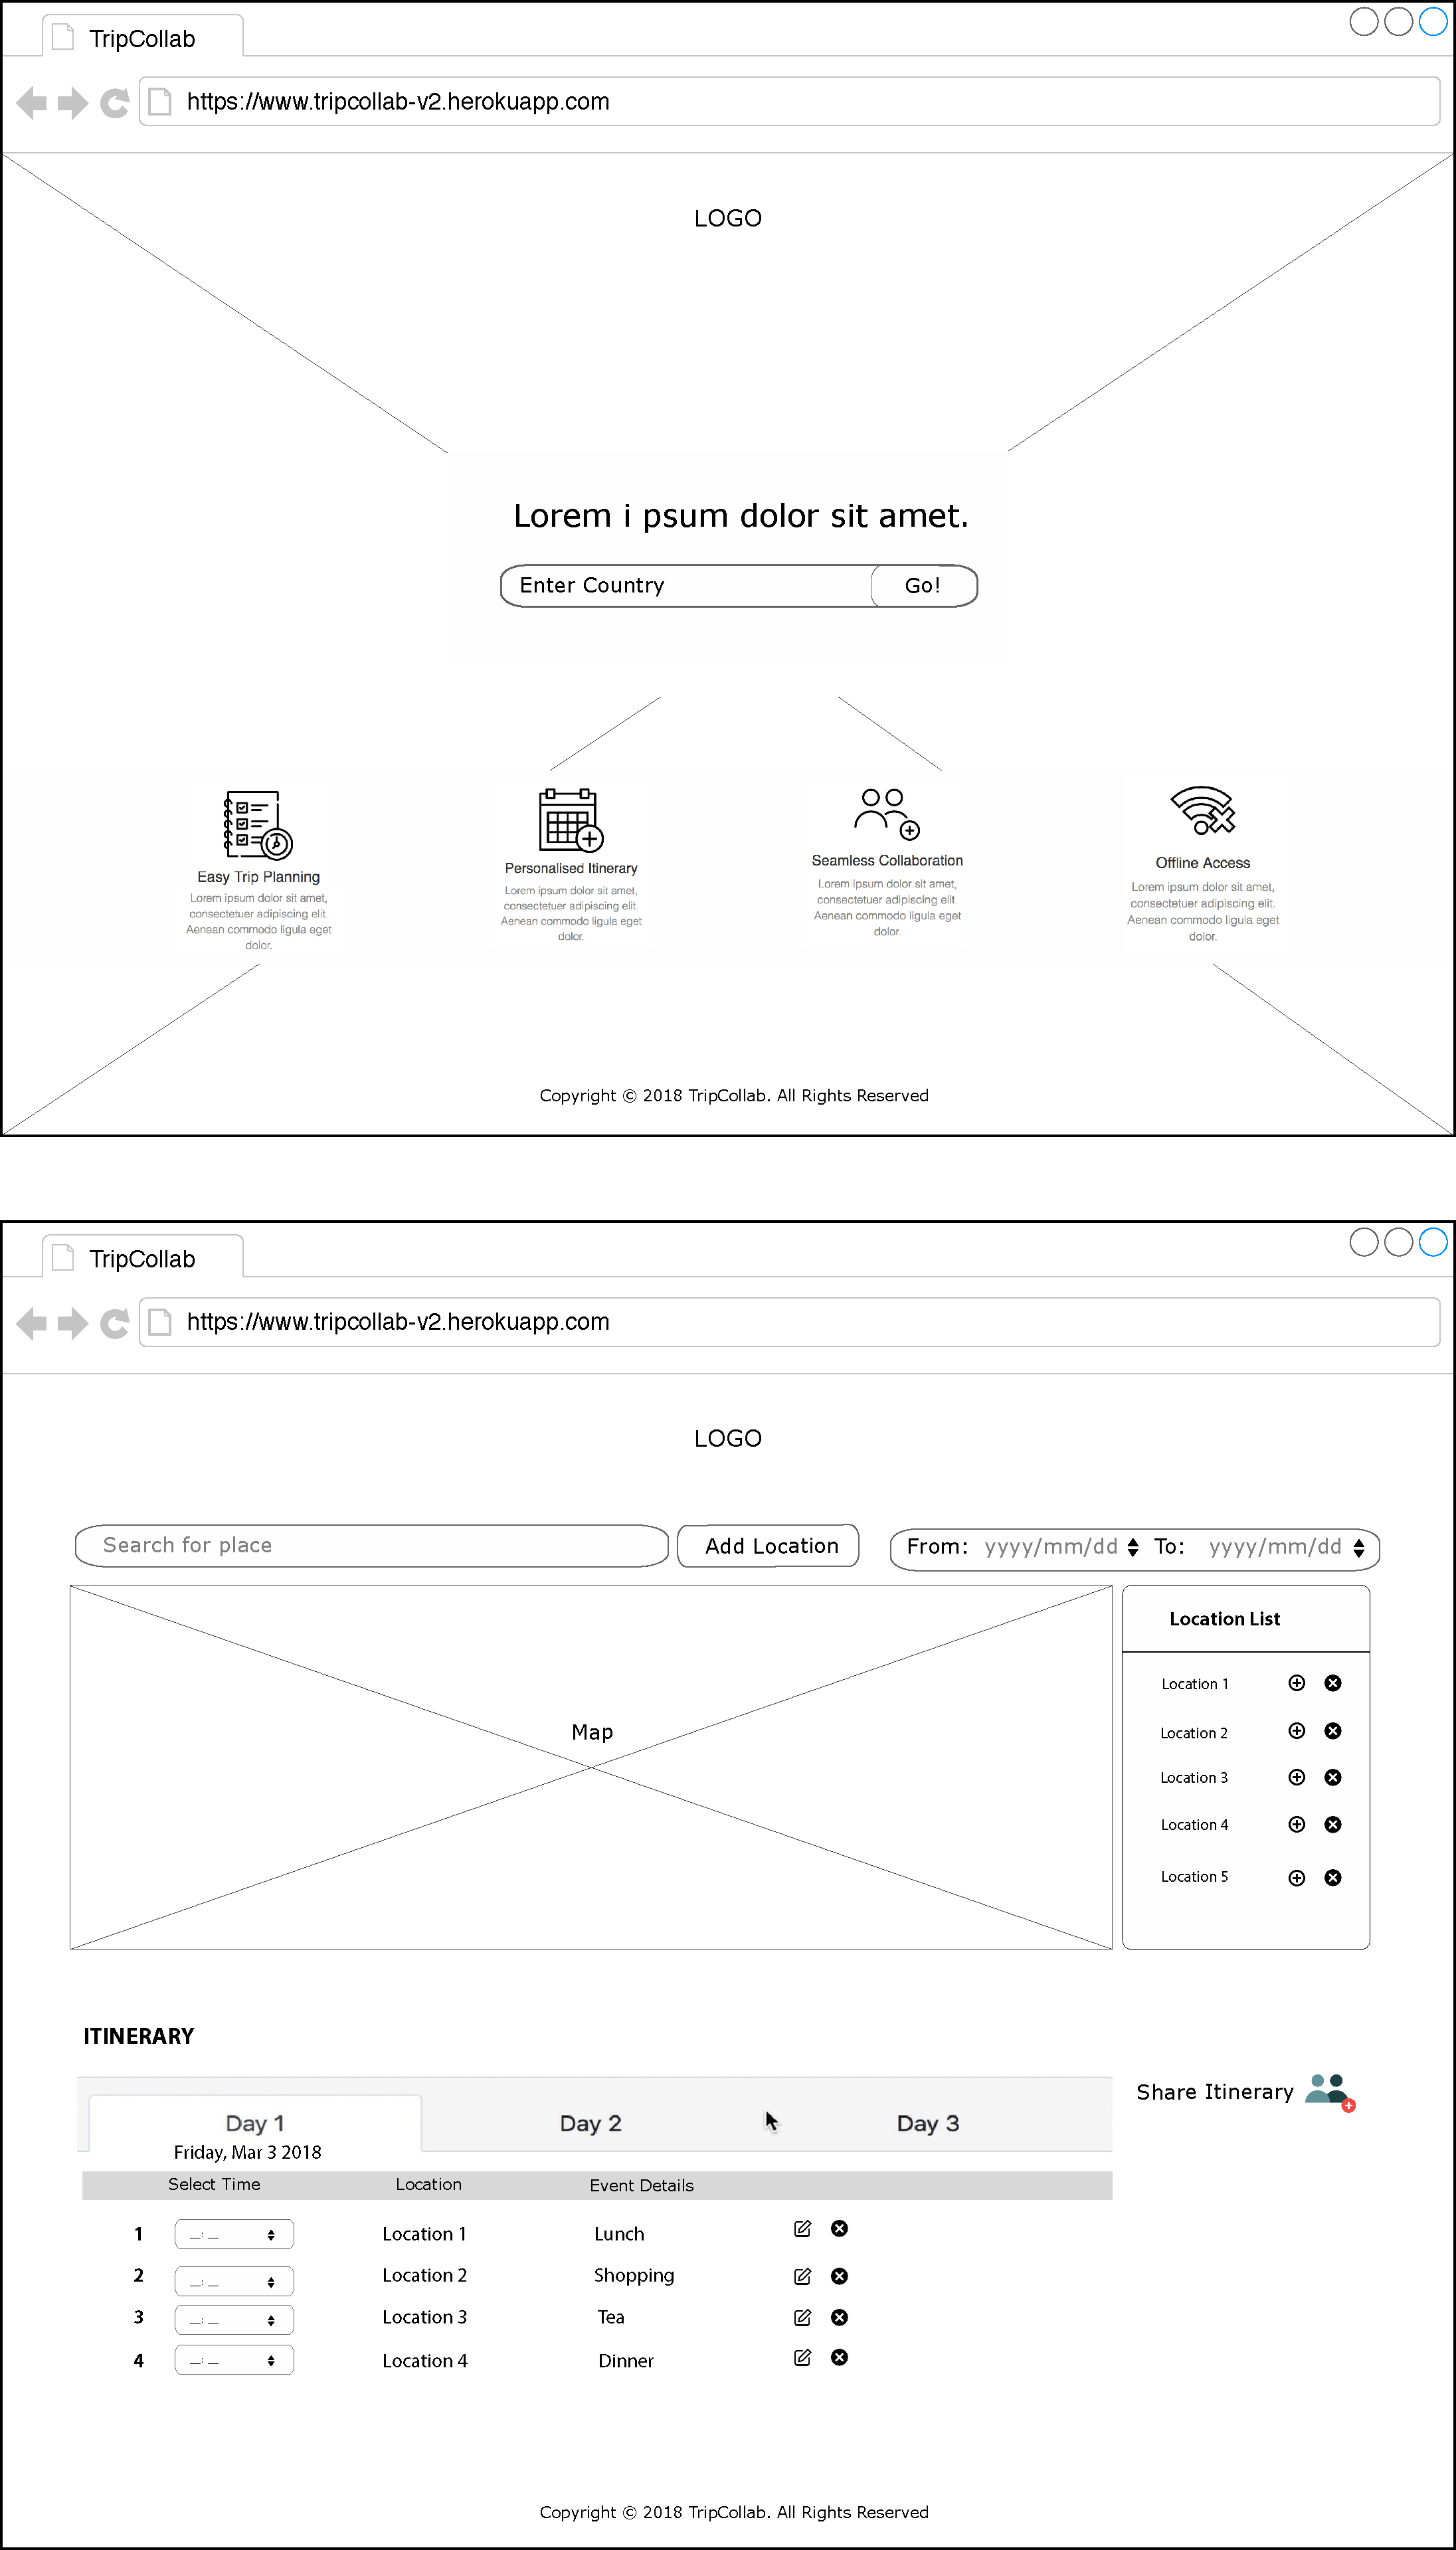 TripCollab
https://www.tripcollab-v2.herokuapp.com
LOGO
Lorem i psum dolor sit amet.
Enter Country Go!
Easy Trip Planning
Lorem ipsum dolor sit amet,
consectetuer adipiscing elit.
Aenean commodo ligula eget
dolor.
Personalised Itinerary
Lorem ipsum dolor sit amet,
consectetuer adipiscing elit.
Aenean commodo ligula eget
dolor.
Seamless Collaboration
Lorem ipsum dolor sit amet,
consectetuer adipiscing elit.
Aenean commodo ligula eget
dolor.
Offline Access
Lorem ipsum dolor sit amet,
consectetuer adipiscing elit.
Aenean commodo ligula eget
dolor.
Copyright © 2018 TripCollab. All Rights Reserved
TripCollab
https://www.tripcollab-v2.herokuapp.com
LOGO
Search for place Add Location From: yyyy/mm/dd To: yyyy/mm/dd
Map
Location List
Location 1
Location 2
Location 3
Location 4
Location 5
ITINERARY
Share Itinerary
Day 1 Day 2 Day 3
Friday, Mar 3 2018
Select Time Location Event Details
1 __:__ Location 1 Lunch
2 __:__ Location 2 Shopping
3 __:__ Location 3 Tea
4 __:__ Location 4 Dinner
Copyright © 2018 TripCollab. All Rights Reserved